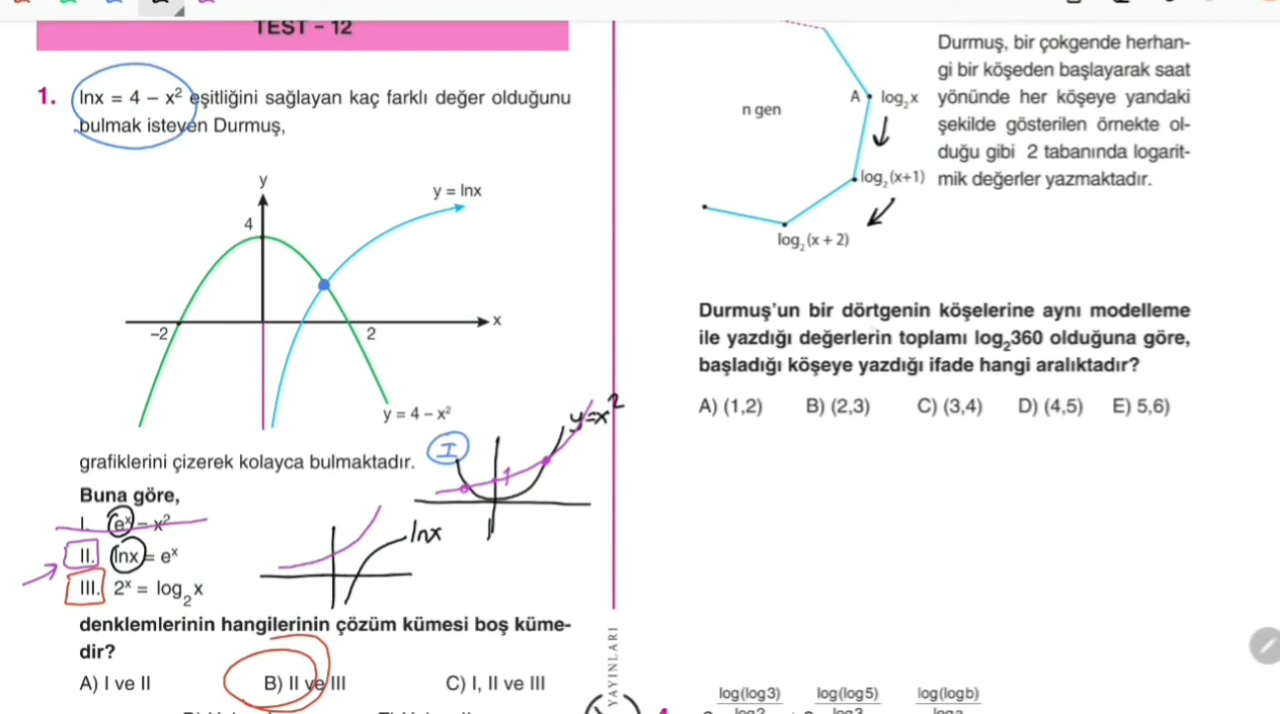 TEST – 12
1. lnx = 4 – x² eşitliğini sağlayan kaç farklı değer olduğunu
bulmak isteyen Durmuş,
y
y = lnx
4
x
–2
2
y = 4 – x²
y=x²
I
1
grafiklerini çizerek kolayca bulmaktadır.
Buna göre,
I. eˣ – x²
II. lnx = eˣ
III. 2ˣ = log₂x
lnx
denklemlerinin hangilerinin çözüm kümesi boş küme-
dir?
A) I ve II B) II ve III C) I, II ve III
YAYINLARI
n gen
A log₂x
log₂(x+1)
log₂(x + 2)
Durmuş, bir çokgende herhan-
gi bir köşeden başlayarak saat
yönünde her köşeye yandaki
şekilde gösterilen örnekte ol-
duğu gibi 2 tabanında logarit-
mik değerler yazmaktadır.
Durmuş'un bir dörtgenin köşelerine aynı modelleme
ile yazdığı değerlerin toplamı log₂360 olduğuna göre,
başladığı köşeye yazdığı ifade hangi aralıktadır?
A) (1,2) B) (2,3) C) (3,4) D) (4,5) E) 5,6)
log(log3) log(log5) log(logb)